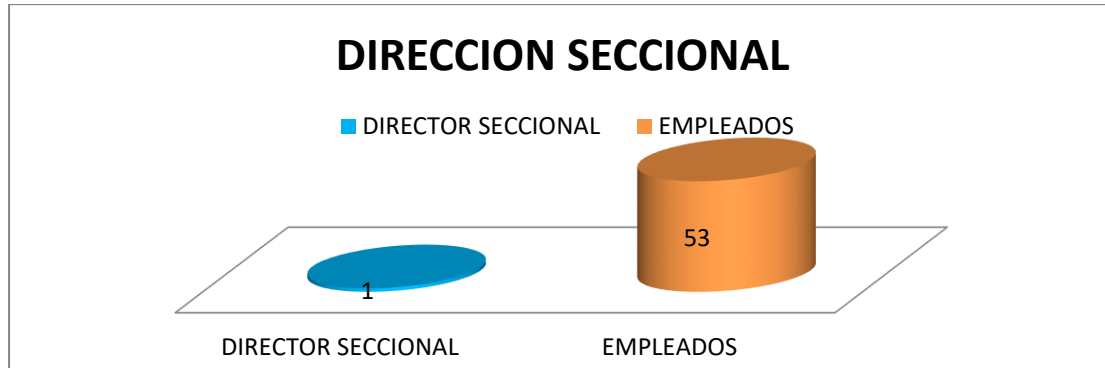 DIRECCION SECCIONAL
DIRECTOR SECCIONAL EMPLEADOS
53
1
DIRECTOR SECCIONAL EMPLEADOS